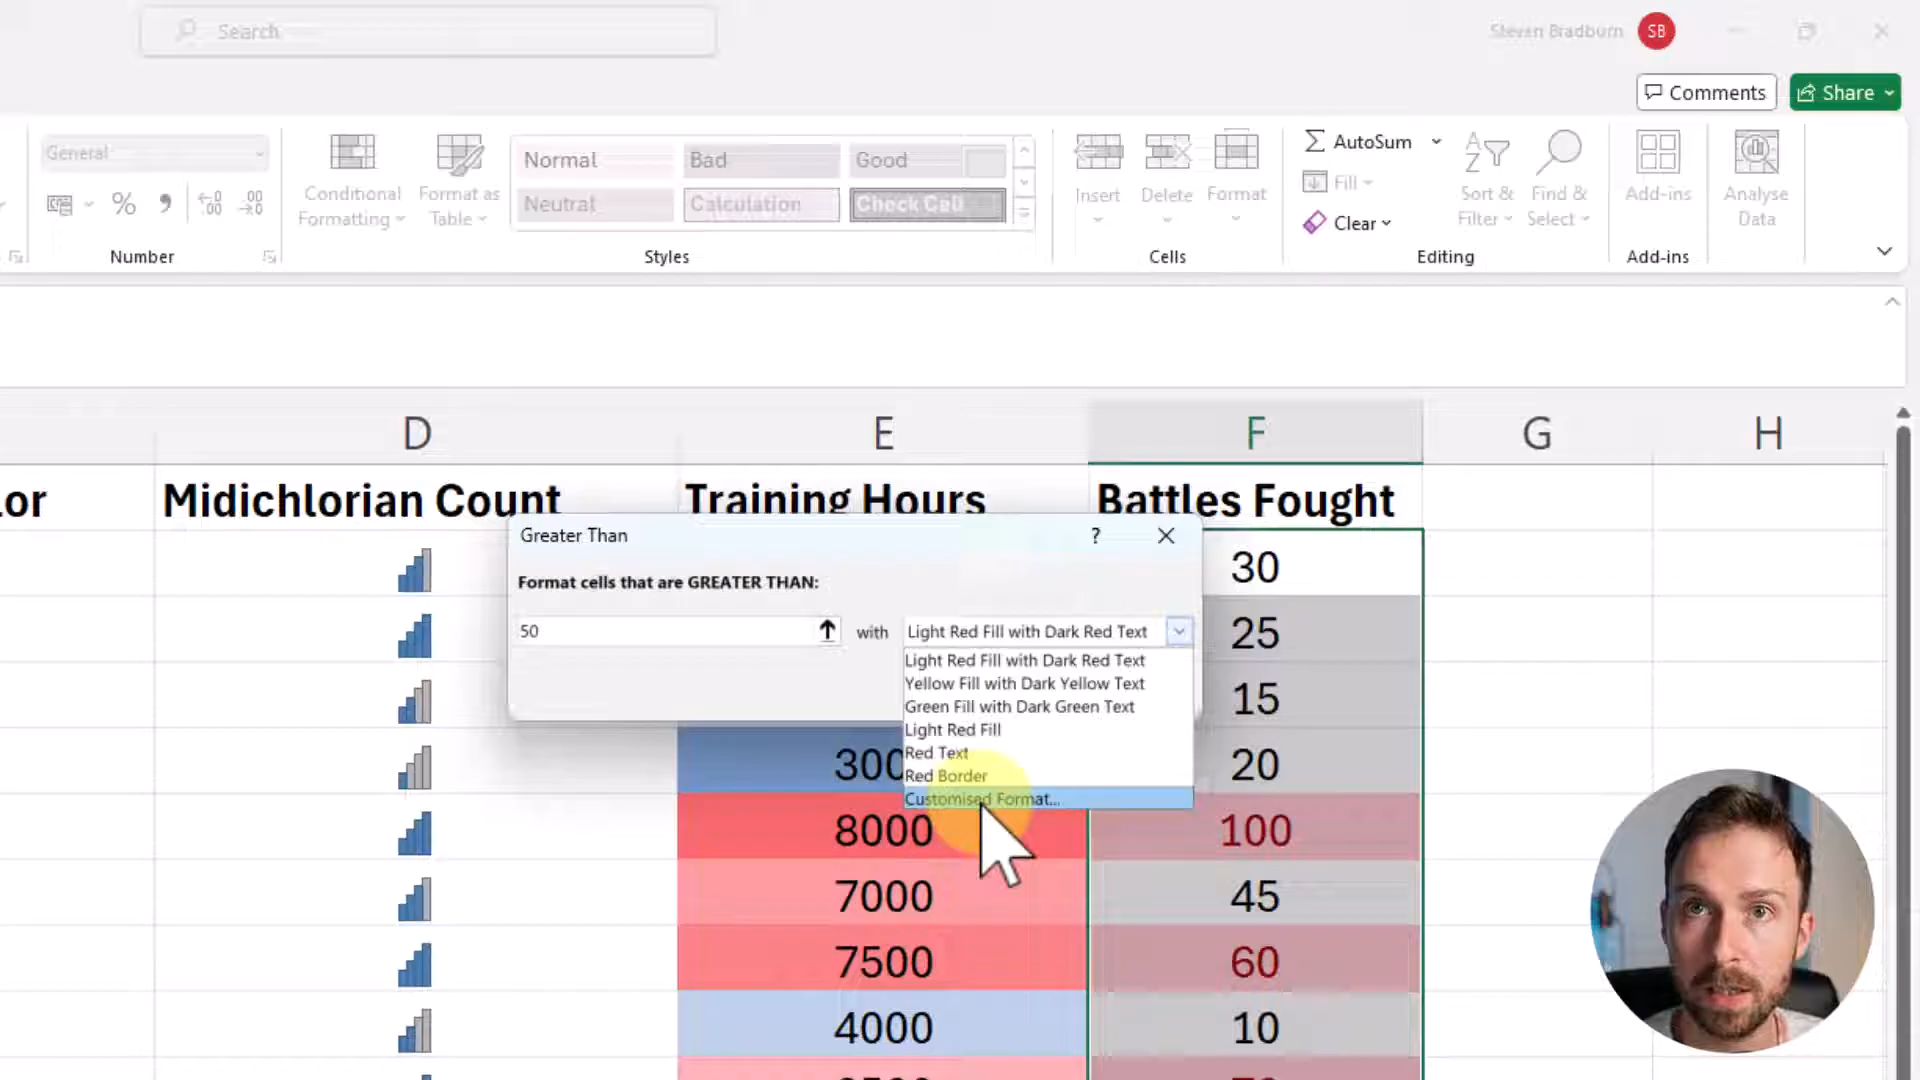 Search
Steven Bradburn SB
Comments Share
General
Conditional Formatting
Format as Table
Normal Bad Good
Neutral Calculation Check Cell
Insert Delete Format
AutoSum
Fill
Clear
Sort & Filter
Find & Select
Add-ins
Analyse Data
Number Styles Cells Editing Add-ins
D E F G H
lor Midichlorian Count Training Hours Battles Fought
Greater Than ?
Format cells that are GREATER THAN:
50 with Light Red Fill with Dark Red Text
Light Red Fill with Dark Red Text
Yellow Fill with Dark Yellow Text
Green Fill with Dark Green Text
Light Red Fill
Red Text
Red Border
Customised Format...
30
25
15
300 20
8000 100
7000 45
7500 60
4000 10